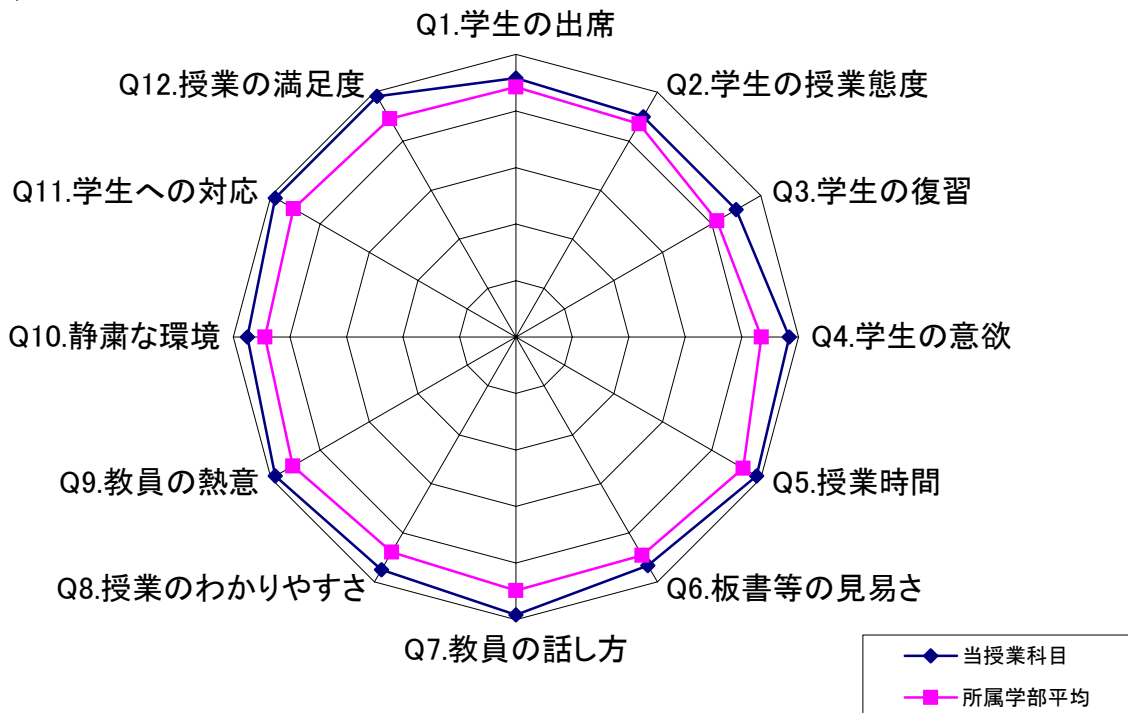 Q1.学生の出席
Q2.学生の授業態度
Q3.学生の復習
Q4.学生の意欲
Q5.授業時間
Q6.板書等の見易さ
Q7.教員の話し方
Q8.授業のわかりやすさ
Q9.教員の熱意
Q10.静粛な環境
Q11.学生への対応
Q12.授業の満足度
当授業科目
所属学部平均